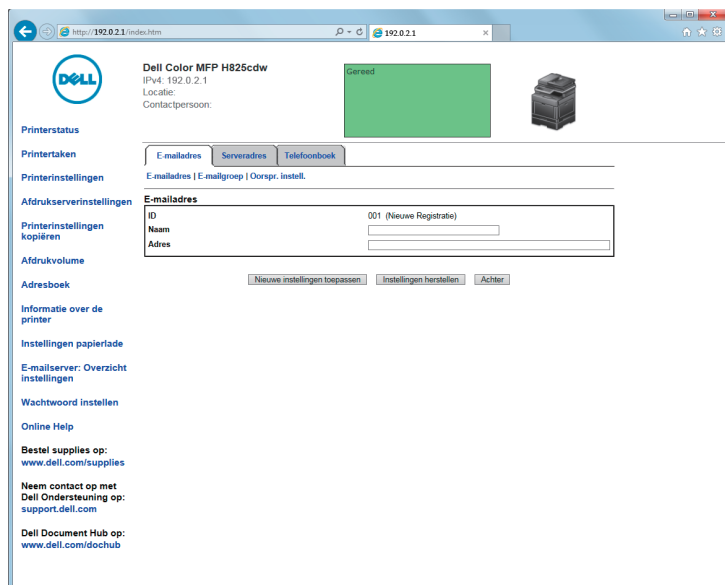 http://192.0.2.1/index.htm
192.0.2.1
DELL
Dell Color MFP H825cdw
IPv4: 192.0.2.1
Locatie:
Contactpersoon:
Gereed
Printerstatus
Printertaken
Printerinstellingen
Afdrukserverinstellingen
Printerinstellingen
kopiëren
Afdrukvolume
Adresboek
Informatie over de
printer
Instellingen papierlade
E-mailserver: Overzicht
instellingen
Wachtwoord instellen
Online Help
Bestel supplies op:
www.dell.com/supplies
Neem contact op met
Dell Ondersteuning op:
support.dell.com
Dell Document Hub op:
www.dell.com/dochub
E-mailadres Serveradres Telefoonboek
E-mailadres | E-mailgroep | Oorspr. instell.
E-mailadres
ID 001 (Nieuwe Registratie)
Naam
Adres
Nieuwe instellingen toepassen Instellingen herstellen Achter